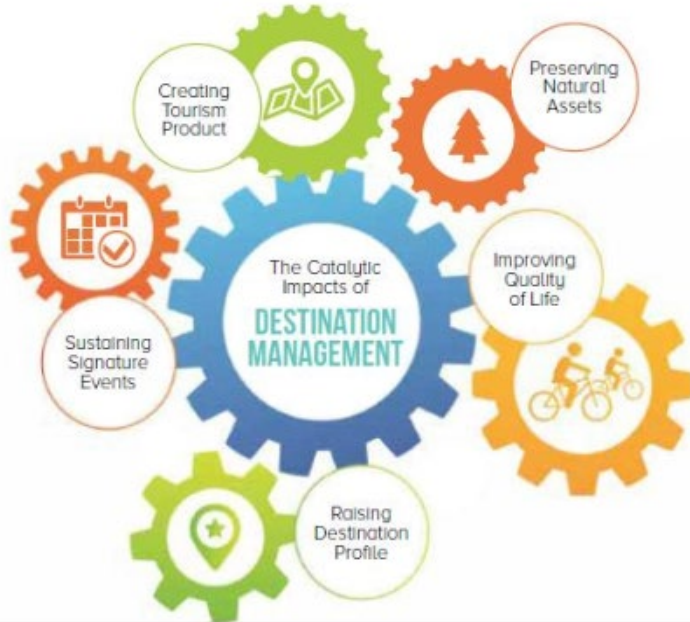 Creating
Tourism
Product
Preserving
Natural
Assets
The Catalytic
Impacts of
DESTINATION
MANAGEMENT
Improving
Quality
of Life
Sustaining
Signature
Events
Raising
Destination
Profile